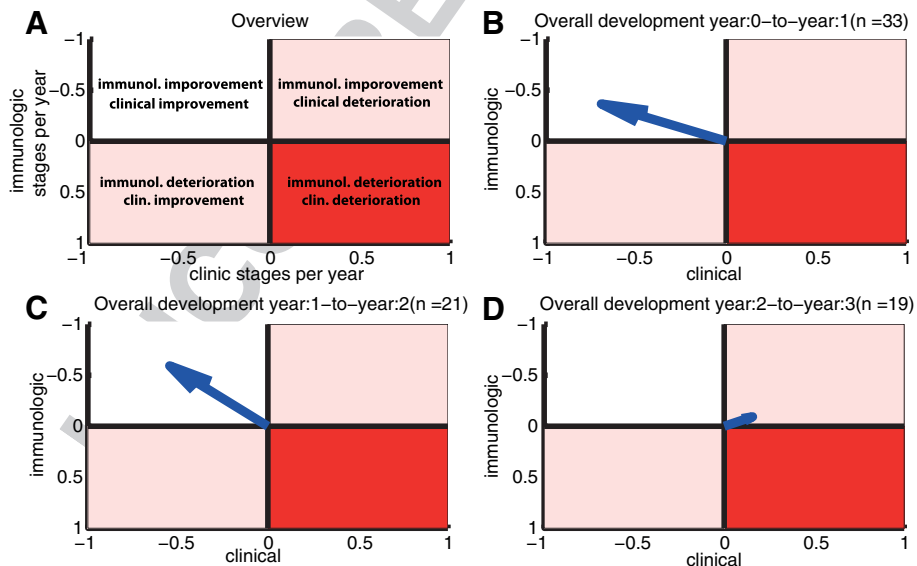 A
Overview
immunologic
stages per year
−1
−0.5
0
0.5
1
immunol. imporovement
clinical improvement
immunol. imporovement
clinical deterioration
immunol. deterioration
clin. improvement
immunol. deterioration
clin. deterioration
−1
−0.5
0
0.5
1
clinic stages per year
B
Overall development year:0−to−year:1(n =33)
immunologic
−1
−0.5
0
0.5
1
−1
−0.5
0
0.5
1
clinical
C
Overall development year:1−to−year:2(n =21)
immunologic
−1
−0.5
0
0.5
1
−1
−0.5
0
0.5
1
clinical
D
Overall development year:2−to−year:3(n =19)
immunologic
−1
−0.5
0
0.5
1
−1
−0.5
0
0.5
1
clinical